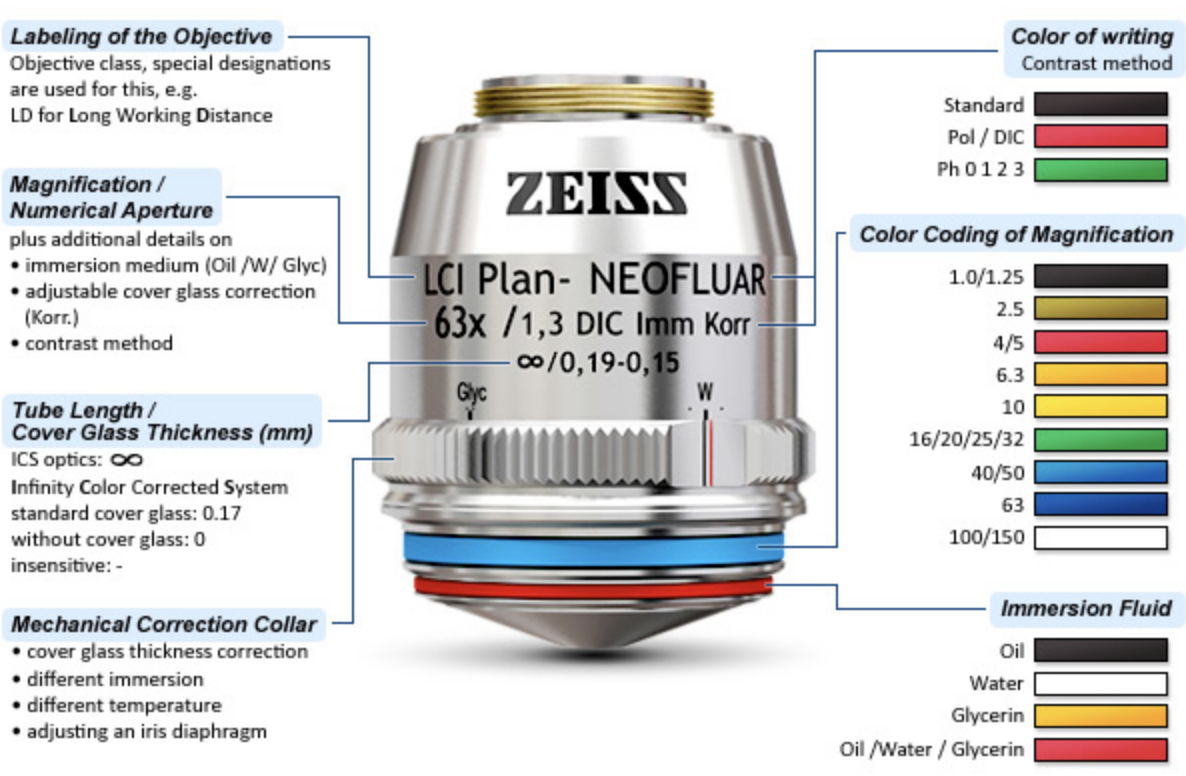 Labeling of the Objective
Objective class, special designations
are used for this, e.g.
LD for Long Working Distance
Magnification /
Numerical Aperture
plus additional details on
• immersion medium (Oil /W/ Glyc)
• adjustable cover glass correction
(Korr.)
• contrast method
Tube Length /
Cover Glass Thickness (mm)
ICS optics: ∞
Infinity Color Corrected System
standard cover glass: 0.17
without cover glass: 0
insensitive: -
Mechanical Correction Collar
• cover glass thickness correction
• different immersion
• different temperature
• adjusting an iris diaphragm
ZEISS
LCI Plan- NEOFLUAR
63x /1,3 DIC Imm Korr
∞/0,19-0,15
Glyc
W
Color of writing
Contrast method
Standard
Pol / DIC
Ph 0 1 2 3
Color Coding of Magnification
1.0/1.25
2.5
4/5
6.3
10
16/20/25/32
40/50
63
100/150
Immersion Fluid
Oil
Water
Glycerin
Oil /Water / Glycerin